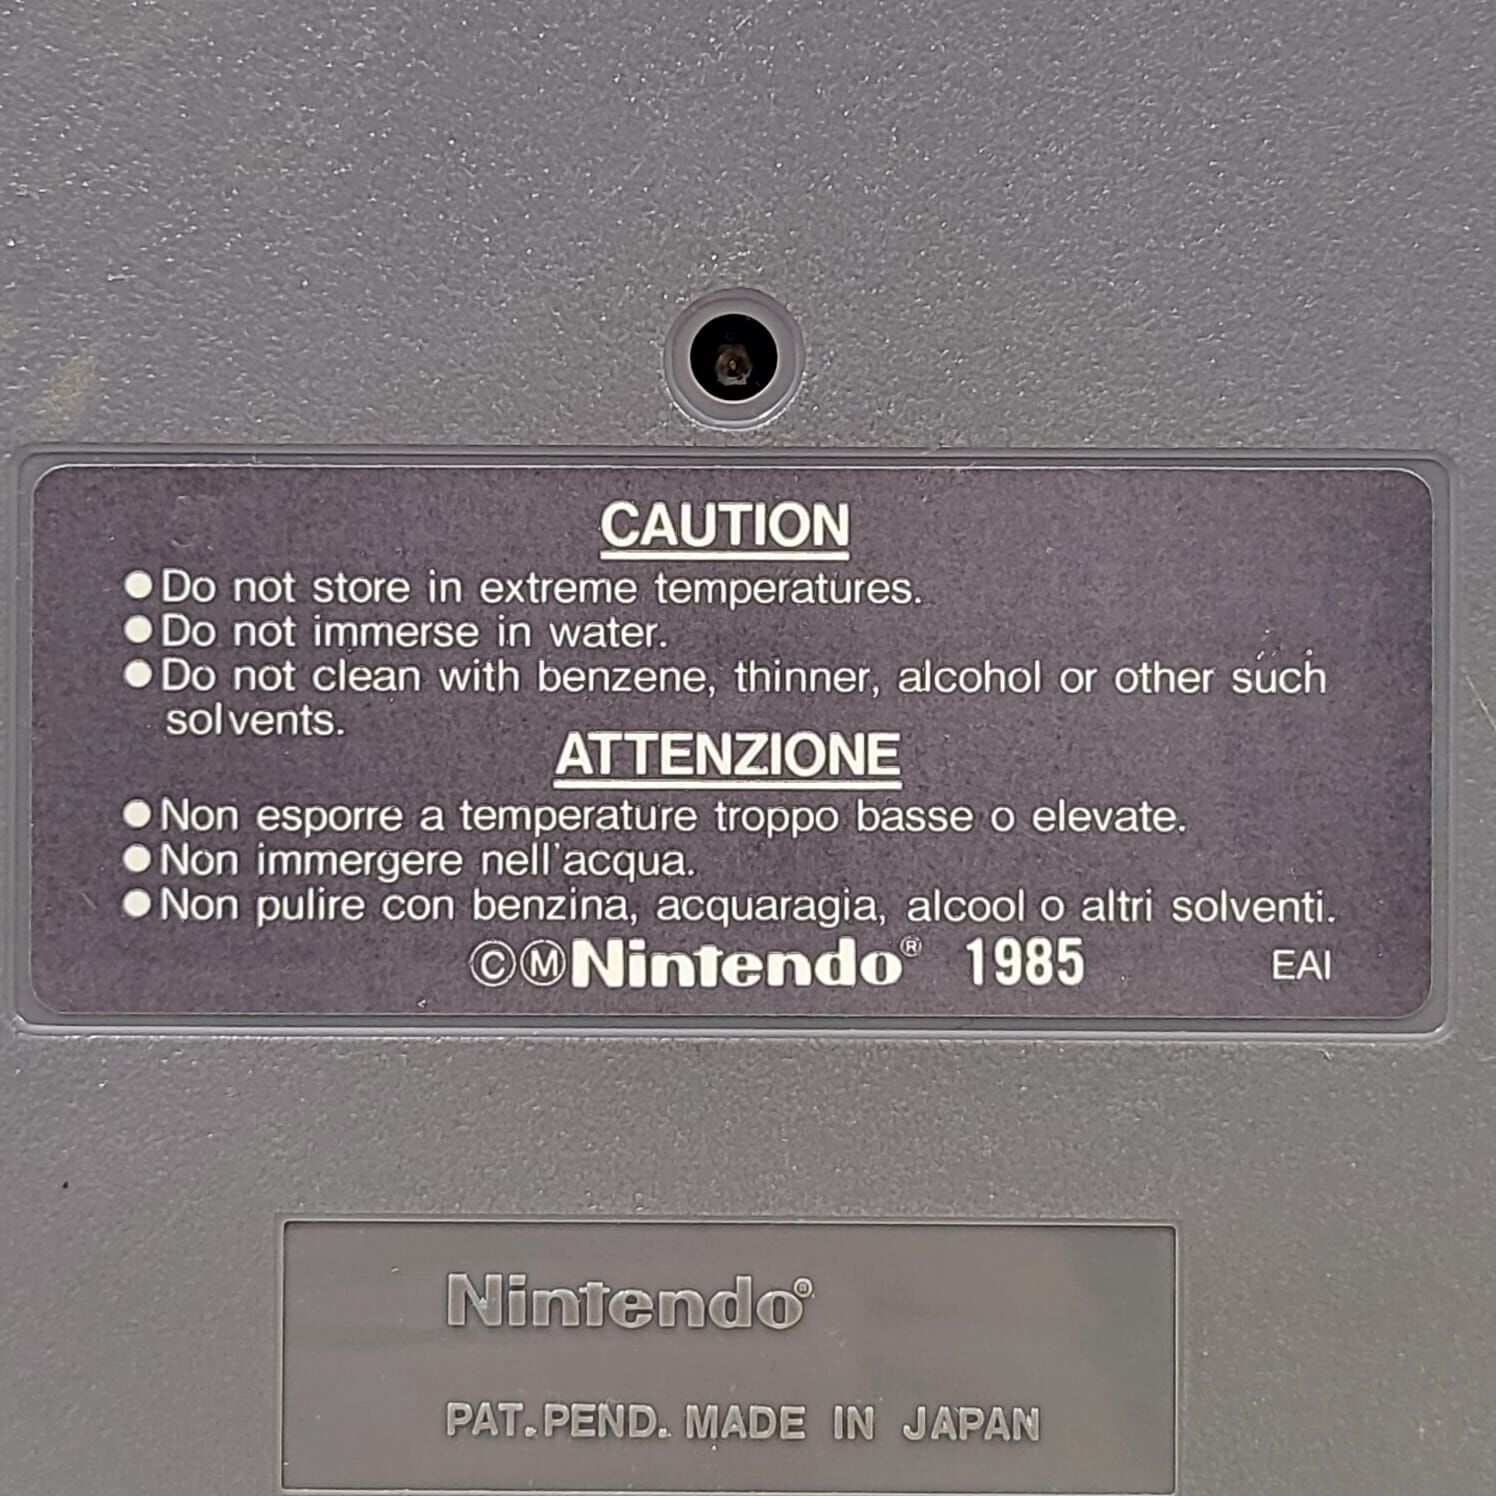 CAUTION
●Do not store in extreme temperatures.
●Do not immerse in water.
●Do not clean with benzene, thinner, alcohol or other such
solvents.
ATTENZIONE
●Non esporre a temperature troppo basse o elevate.
●Non immergere nell'acqua.
●Non pulire con benzina, acquaragia, alcool o altri solventi.
©ⓂNintendo® 1985 EAI
Nintendo®
PAT. PEND. MADE IN JAPAN